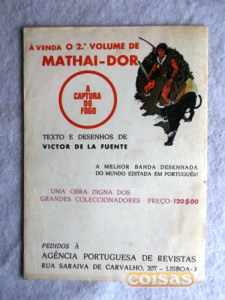 À VENDA O 2.º VOLUME DE
MATHAI-DOR
A
CAPTURA
DO
FOGO
TEXTO E DESENHOS DE
VICTOR DE LA FUENTE
A MELHOR BANDA DESENHADA
DO MUNDO EDITADA EM PORTUGUÊS!
UMA OBRA DIGNA DOS
GRANDES COLECCIONADORES PREÇO-120$00
PEDIDOS À
AGÊNCIA PORTUGUESA DE REVISTAS
RUA SARAIVA DE CARVALHO, 207 - LISBOA-3
coisas